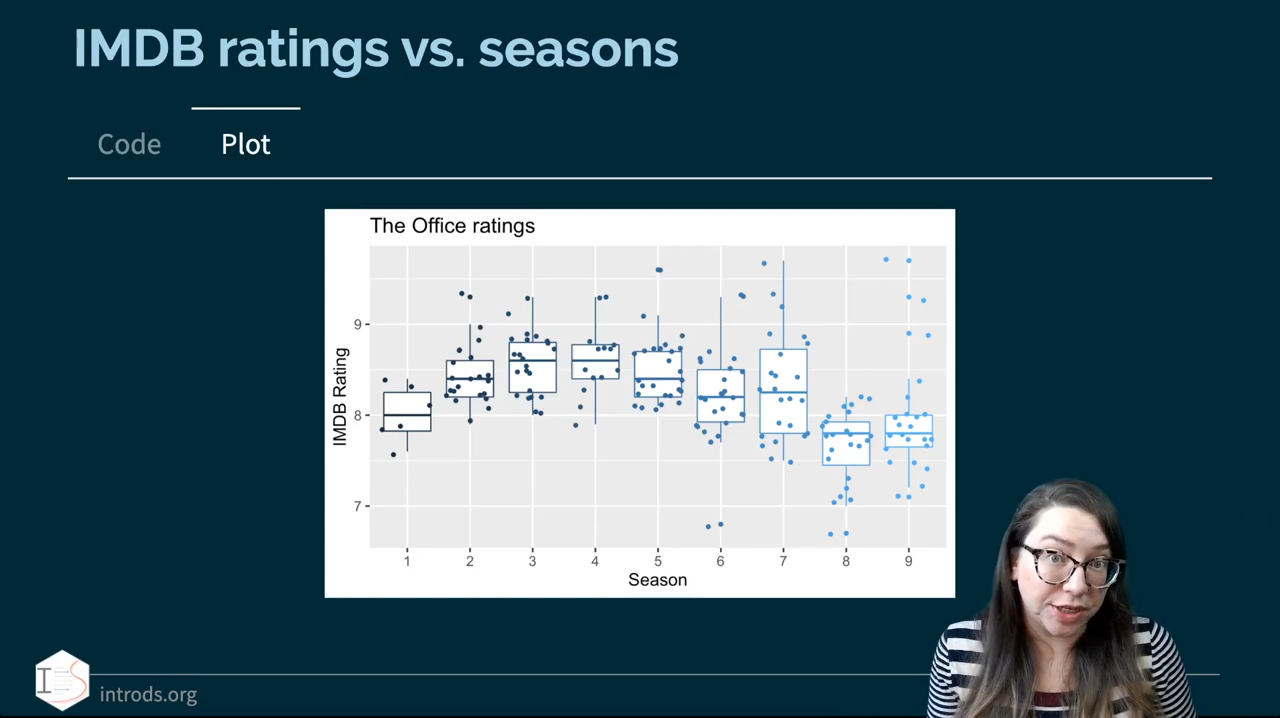 IMDB ratings vs. seasons
Code Plot
The Office ratings
IMDB Rating
9
8
7
1 2 3 4 5 6 7 8 9
Season
IS
introds.org